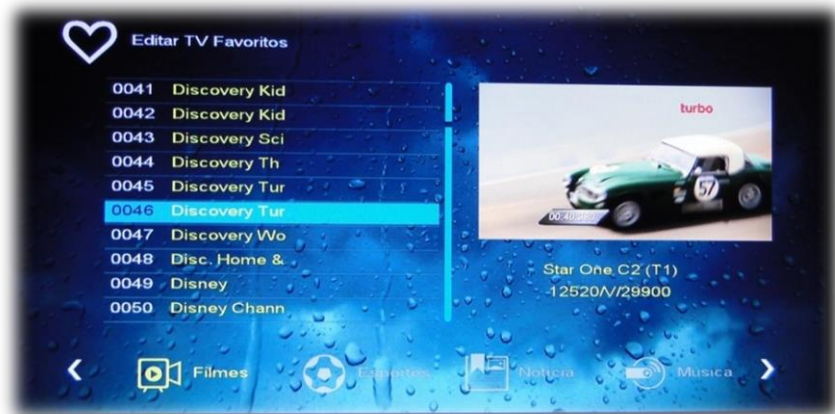 Editar TV Favoritos
0041 Discovery Kid
0042 Discovery Kid
0043 Discovery Sci
0044 Discovery Th
0045 Discovery Tur
0046 Discovery Tur
0047 Discovery Wo
0048 Disc. Home &
0049 Disney
0050 Disney Chann
turbo
57
Star One C2 (T1)
12520/V/29900
Filmes Esportes Notícia Música